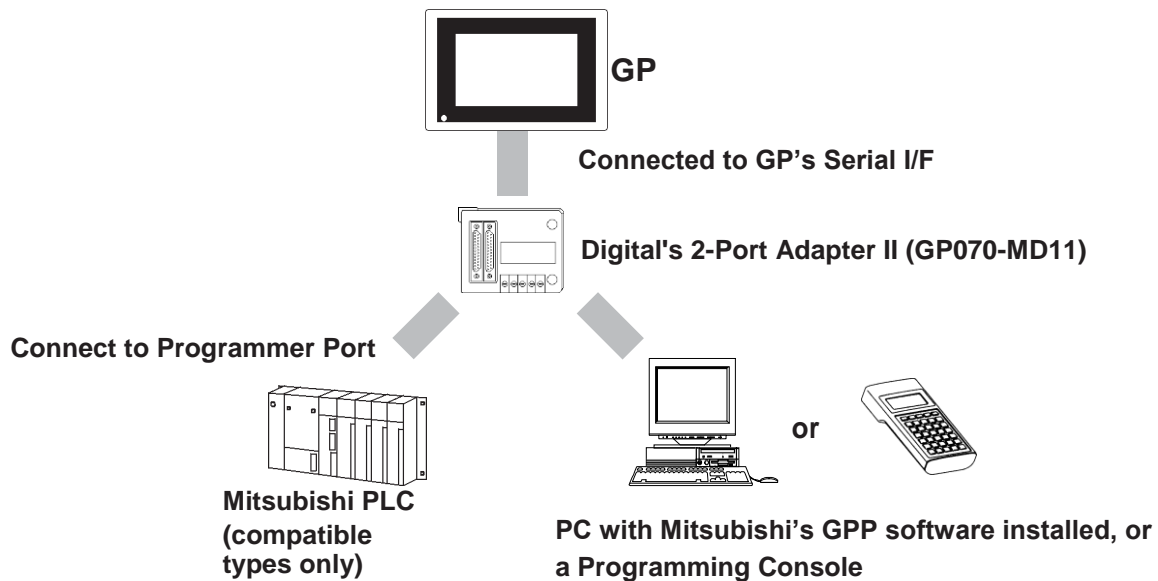 GP
Connected to GP’s Serial I/F
Digital's 2-Port Adapter II (GP070-MD11)
Connect to Programmer Port
or
Mitsubishi PLC
(compatible
types only)
PC with Mitsubishi’s GPP software installed, or
a Programming Console